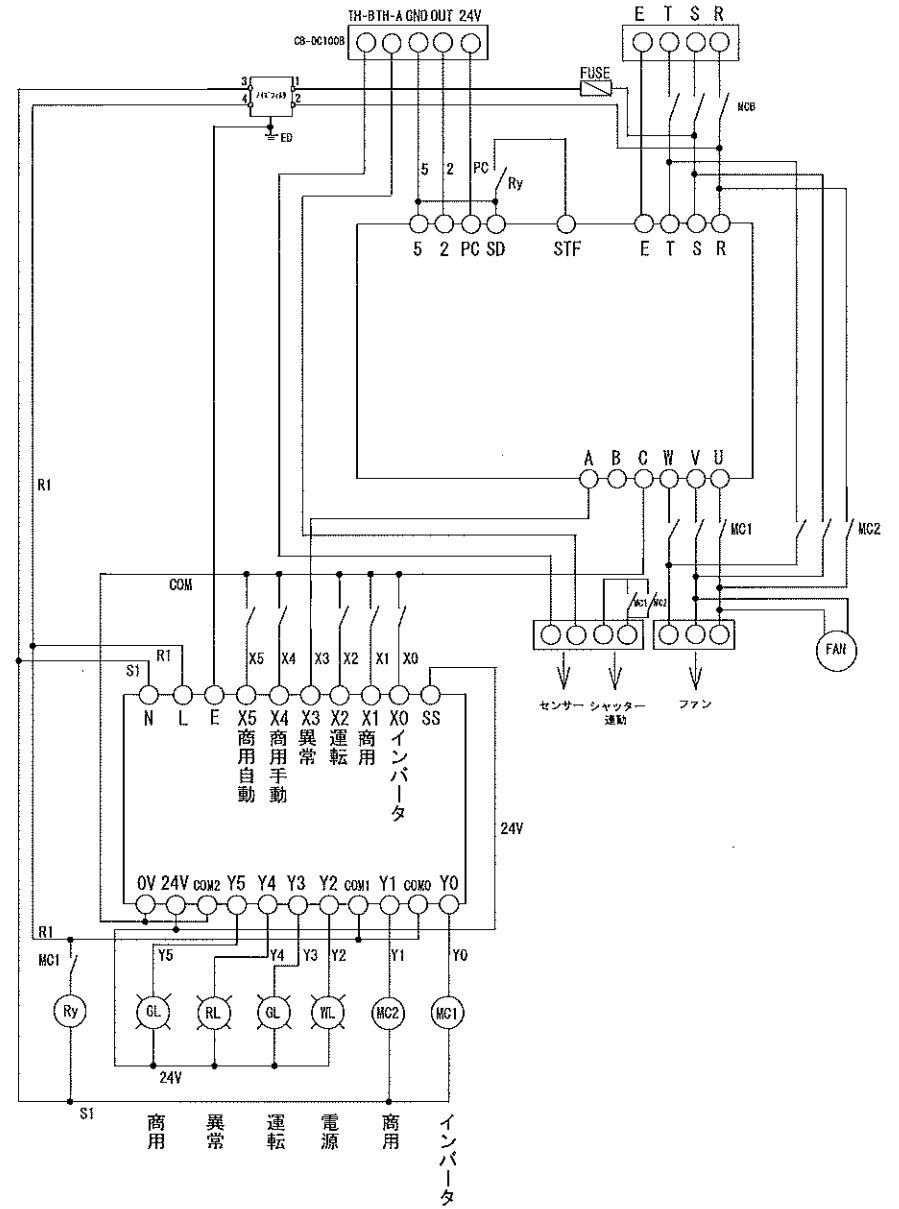 TH-B TH-A GND OUT 24V
E T S R
CB-DC100B
FUSE
3 1
ノイズフィルタ
4 2
MCB
ED
5 2 PC
Ry
5 2 PC SD STF E T S R
A B C W V U
R1
MC1
MC2
COM
MC1 MC2
FAN
R1
S1
X5 X4 X3 X2 X1 X0
センサー
シャッター
連動
ファン
N L E X5 X4 X3 X2 X1 X0 SS
商用自動
商用手動
異常
運転
商用
インバータ
24V
0V 24V COM2 Y5 Y4 Y3 Y2 COM1 Y1 COM0 Y0
R1
MC1
Y5 Y4 Y3 Y2 Y1 Y0
Ry GL RL GL WL MC2 MC1
24V
S1
商用
異常
運転
電源
商用
インバータ